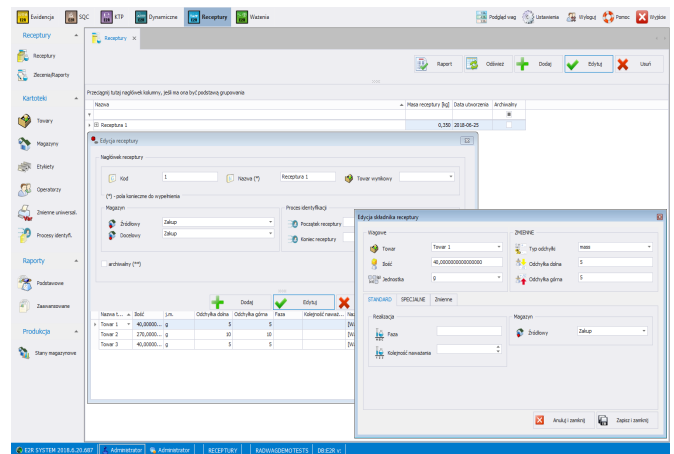 Ewidencja SQC KTP Dynamiczne Receptury Ważenia Podgląd wag Ustawienia Wyloguj Pomoc Wyjście
Receptury
Receptury
Zlecenia/Raporty
Kartoteki
Towary
Magazyny
Etykiety
Operatorzy
Zmienne uniwersal.
Procesy identyfi.
Raporty
Podstawowe
Zaawansowane
Produkcja
Stany magazynowe
Receptury ×
Raport Odśwież Dodaj Edytuj Usuń
Przeciągnij tutaj nagłówek kolumny, jeśli ma ona być podstawą grupowania
Nazwa Masa receptury [kg] Data utworzenia Archiwalny
Receptura 1 0,350 2018-06-25
Edycja receptury
Nagłówek receptury
Kod 1 Nazwa (*) Receptura 1 Towar wynikowy
(*) - pola konieczne do wypełnienia
Magazyn
Źródłowy Zakup
Docelowy Zakup
Proces identyfikacji
Początek receptury
Koniec receptury
archiwalny (**)
Dodaj Edytuj
Nazwa t... Ilość j.m. Odchyłka dolna Odchyłka górna Faza Kolejność naważ...
Towar 1 40,00000... g 5 5
Towar 2 270,0000... g 10 10
Towar 3 40,00000... g 5 5
Edycja składnika receptury
Wagowe
Towar Towar 1
Ilość 40,0000000000000000
Jednostka g
ZMIENNE
Typ odchyłki masa
Odchyłka dolna 5
Odchyłka górna 5
STANDARD SPECJALNE Zmienne
Realizacja
Faza
Kolejność naważania
Magazyn
Źródłowy Zakup
Anuluj i zamknij Zapisz i zamknij
E2R SYSTEM 2018.6.20.687 Administrator Administrator RECEPTURY RADWAGDEMOTESTS DB:E2R v: